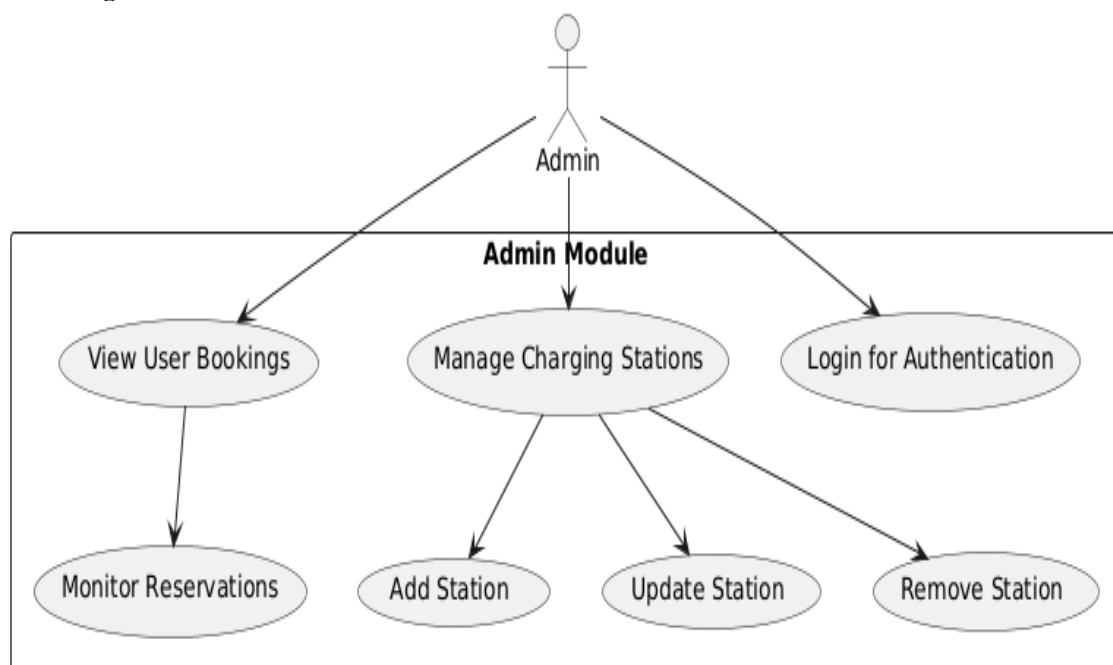 Admin
Admin Module
View User Bookings
Manage Charging Stations
Login for Authentication
Monitor Reservations
Add Station
Update Station
Remove Station